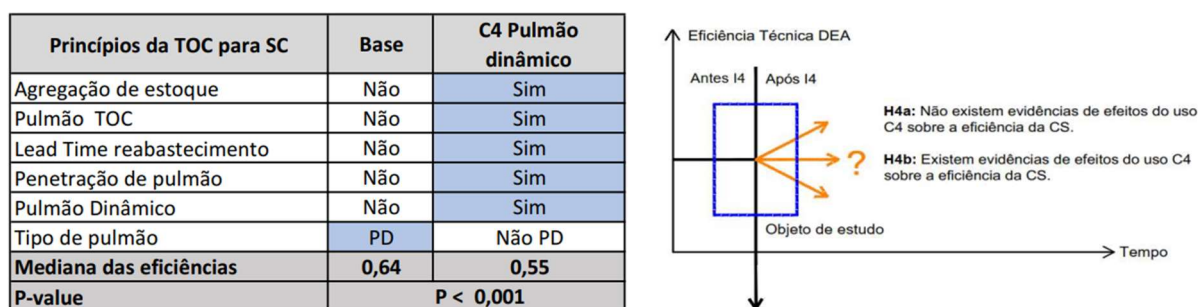 Princípios da TOC para SC Base C4 Pulmão
dinâmico
Agregação de estoque Não Sim
Pulmão TOC Não Sim
Lead Time reabastecimento Não Sim
Penetração de pulmão Não Sim
Pulmão Dinâmico Não Sim
Tipo de pulmão PD Não PD
Mediana das eficiências 0,64 0,55
P-value P < 0,001
Eficiência Técnica DEA
Antes I4 Após I4
H4a: Não existem evidências de efeitos do uso
C4 sobre a eficiência da CS.
?
H4b: Existem evidências de efeitos do uso C4
sobre a eficiência da CS.
Objeto de estudo
Tempo